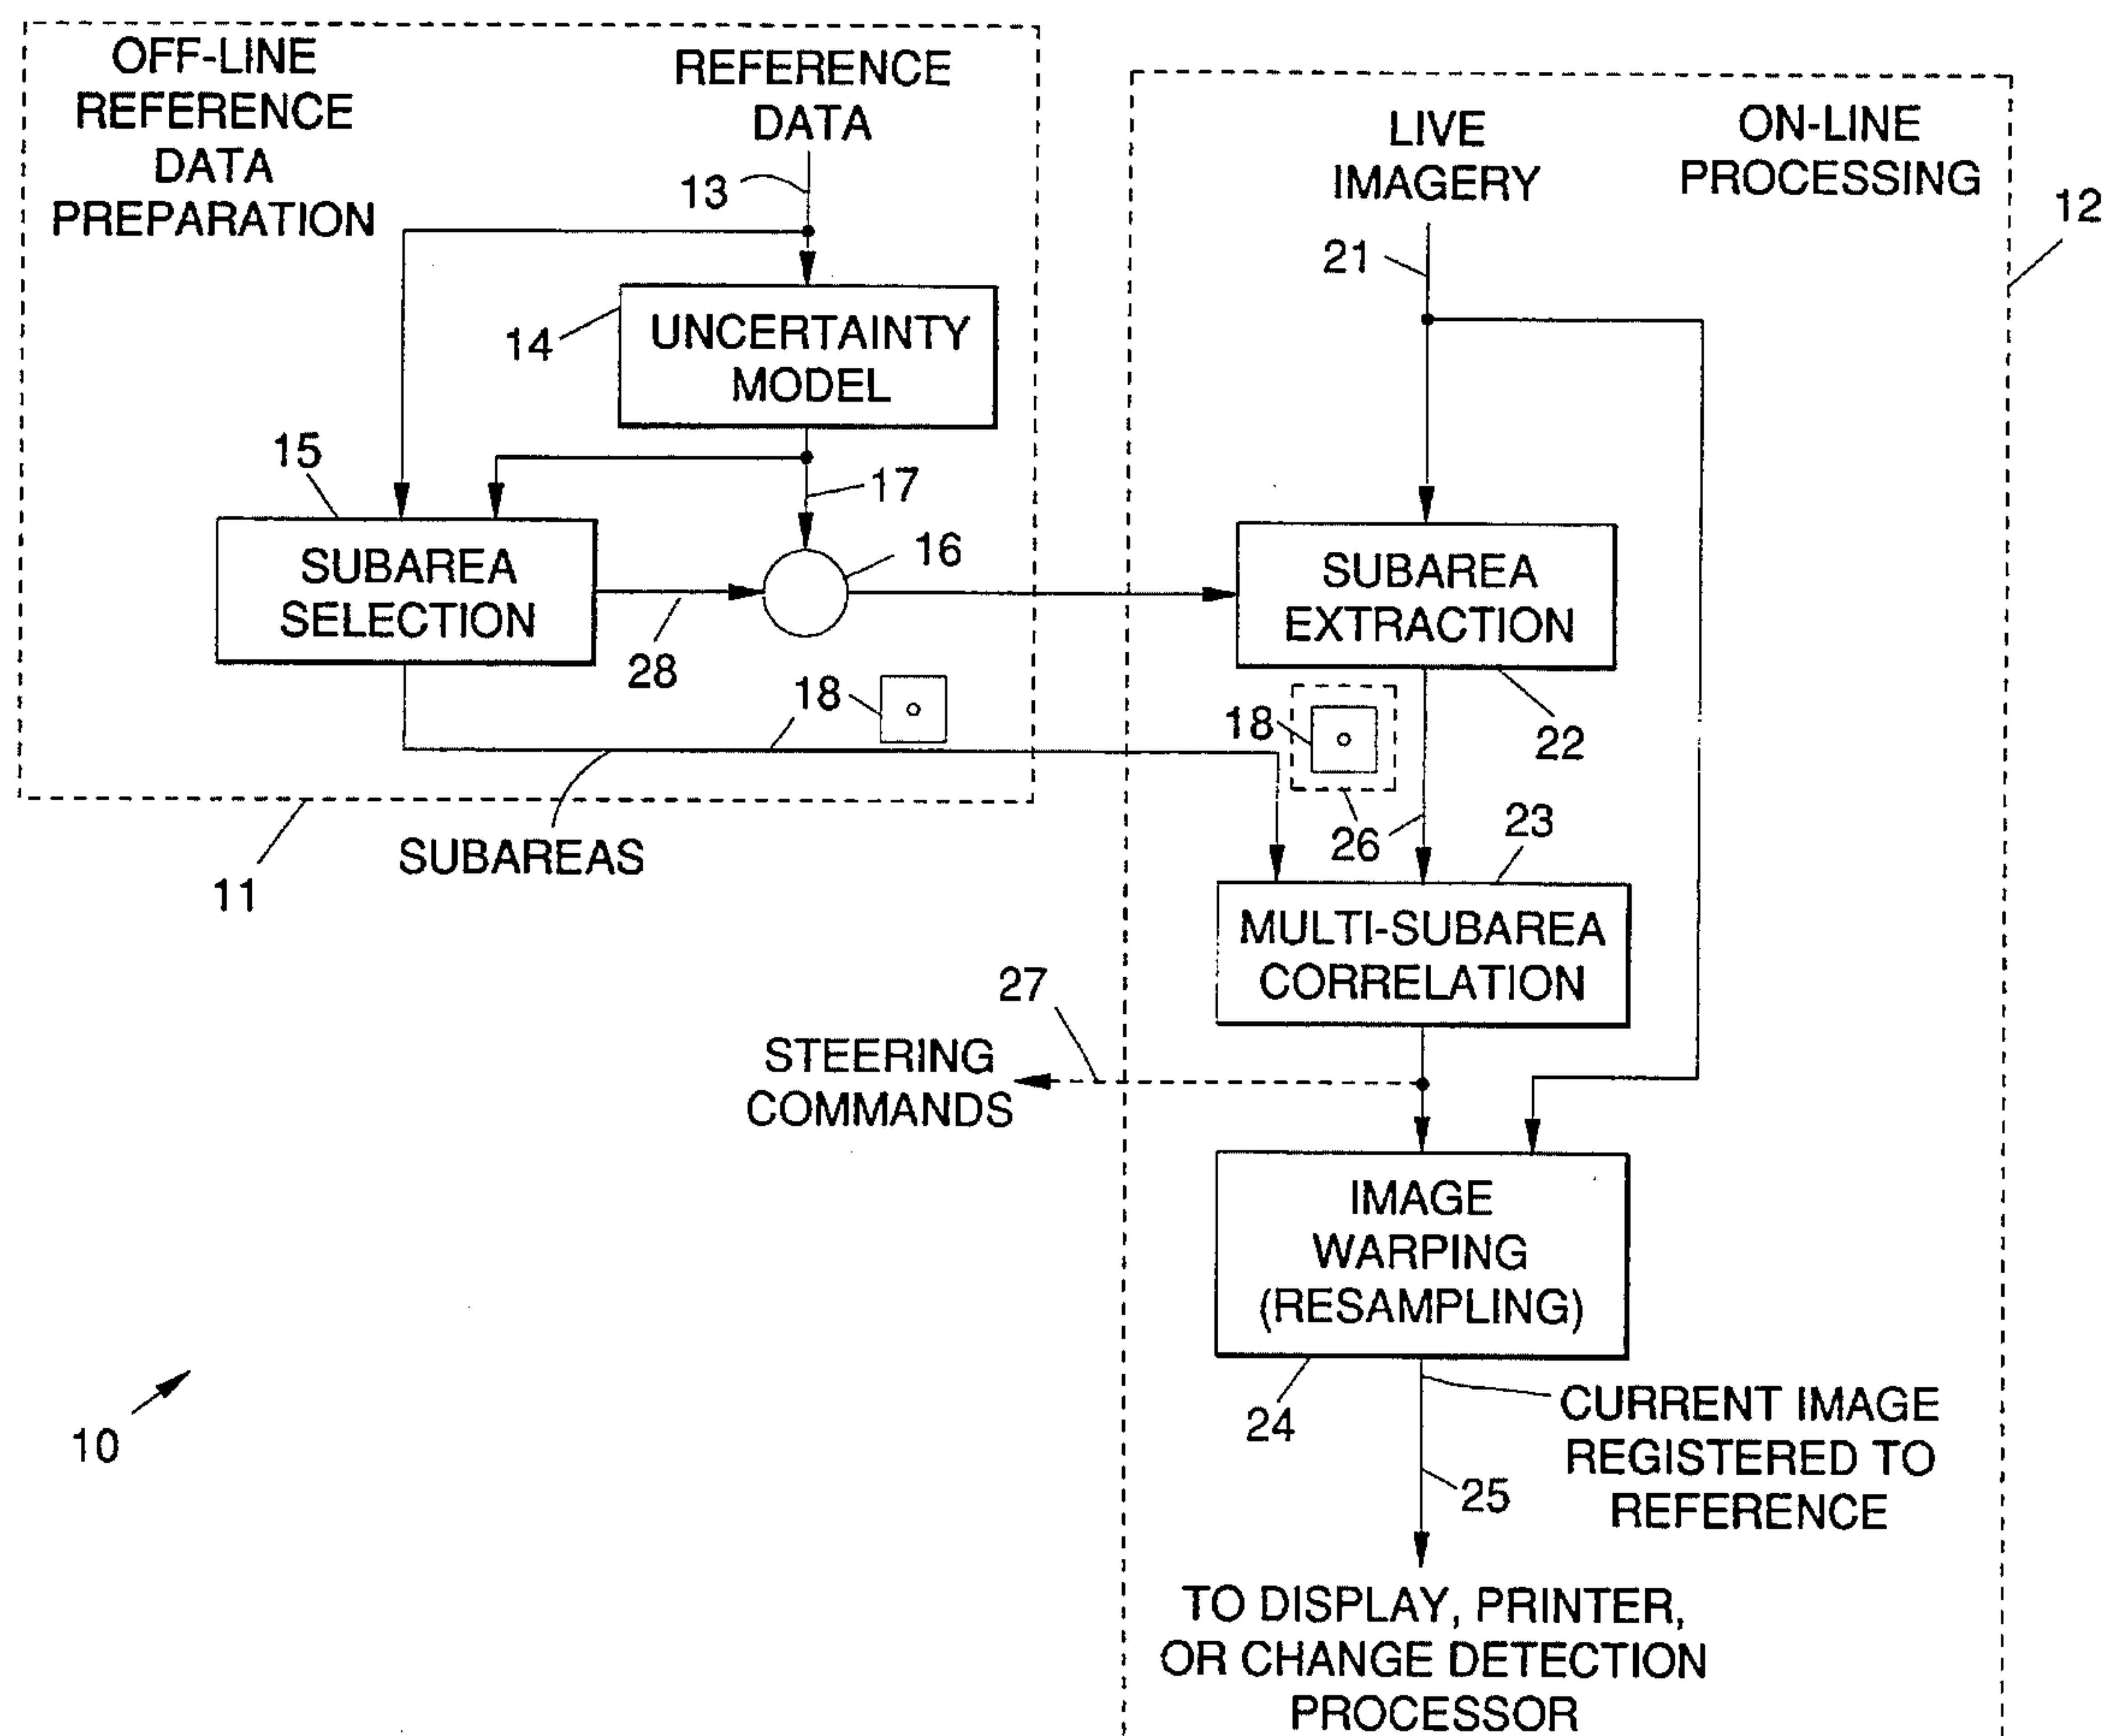 OFF-LINE
REFERENCE
DATA
PREPARATION
REFERENCE
DATA
13
14
UNCERTAINTY
MODEL
15
17
16
SUBAREA
SELECTION
28
18
SUBAREAS
11
LIVE
IMAGERY
ON-LINE
PROCESSING
12
21
SUBAREA
EXTRACTION
22
18
26
23
MULTI-SUBAREA
CORRELATION
27
STEERING
COMMANDS
IMAGE
WARPING
(RESAMPLING)
24
CURRENT IMAGE
REGISTERED TO
REFERENCE
25
10
TO DISPLAY, PRINTER,
OR CHANGE DETECTION
PROCESSOR